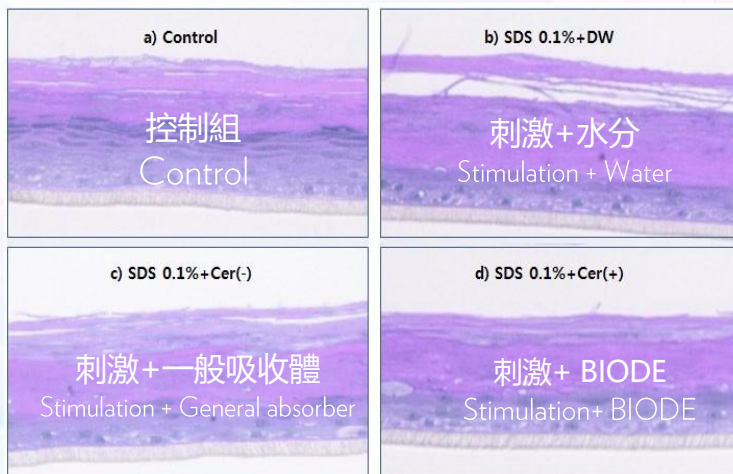 a) Control
控制組
Control
b) SDS 0.1%+DW
刺激+水分
Stimulation + Water
c) SDS 0.1%+Cer(-)
刺激+一般吸收體
Stimulation + General absorber
d) SDS 0.1%+Cer(+)
刺激+ BIODE
Stimulation+ BIODE